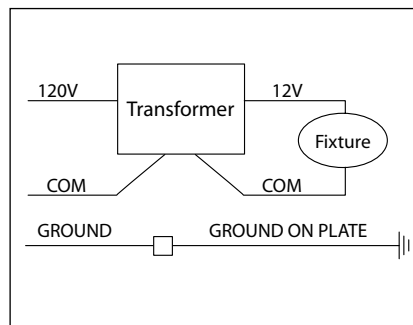 120V
Transformer
12V
Fixture
COM
COM
GROUND
GROUND ON PLATE